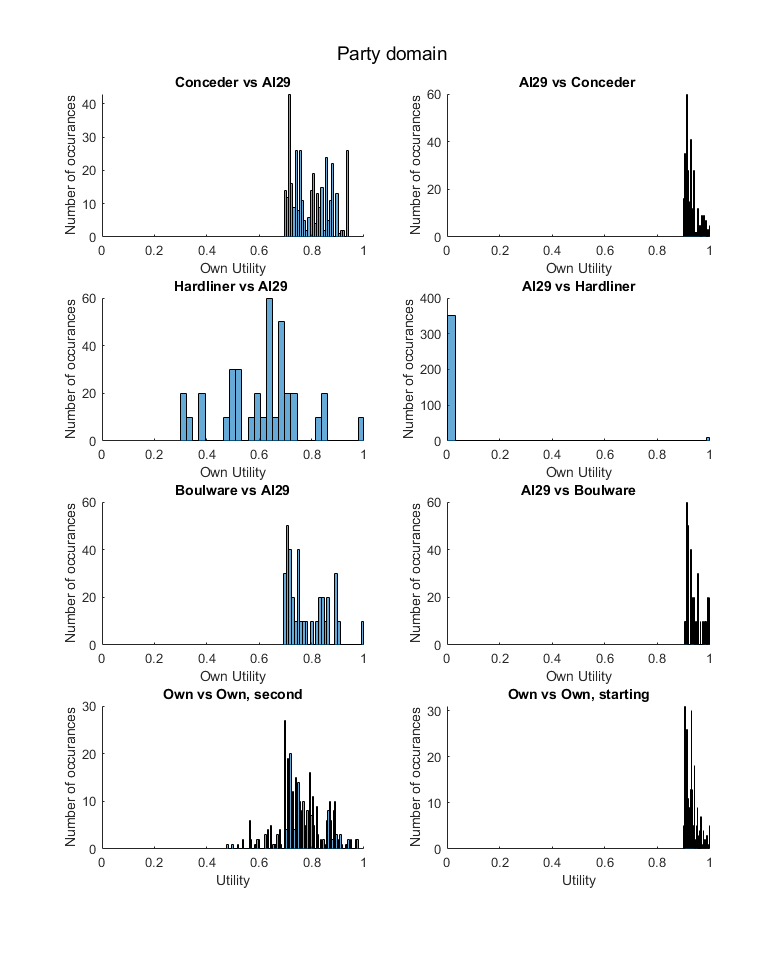 Party domain
Conceder vs AI29
Number of occurances
40
30
20
10
0
0 0.2 0.4 0.6 0.8 1
Own Utility
AI29 vs Conceder
Number of occurances
60
40
20
0
0 0.2 0.4 0.6 0.8 1
Own Utility
Hardliner vs AI29
Number of occurances
60
40
20
0
0 0.2 0.4 0.6 0.8 1
Own Utility
AI29 vs Hardliner
Number of occurances
400
300
200
100
0
0 0.2 0.4 0.6 0.8 1
Own Utility
Boulware vs AI29
Number of occurances
60
40
20
0
0 0.2 0.4 0.6 0.8 1
Own Utility
AI29 vs Boulware
Number of occurances
60
40
20
0
0 0.2 0.4 0.6 0.8 1
Own Utility
Own vs Own, second
Number of occurances
30
20
10
0
0 0.2 0.4 0.6 0.8 1
Utility
Own vs Own, starting
Number of occurances
30
20
10
0
0 0.2 0.4 0.6 0.8 1
Utility